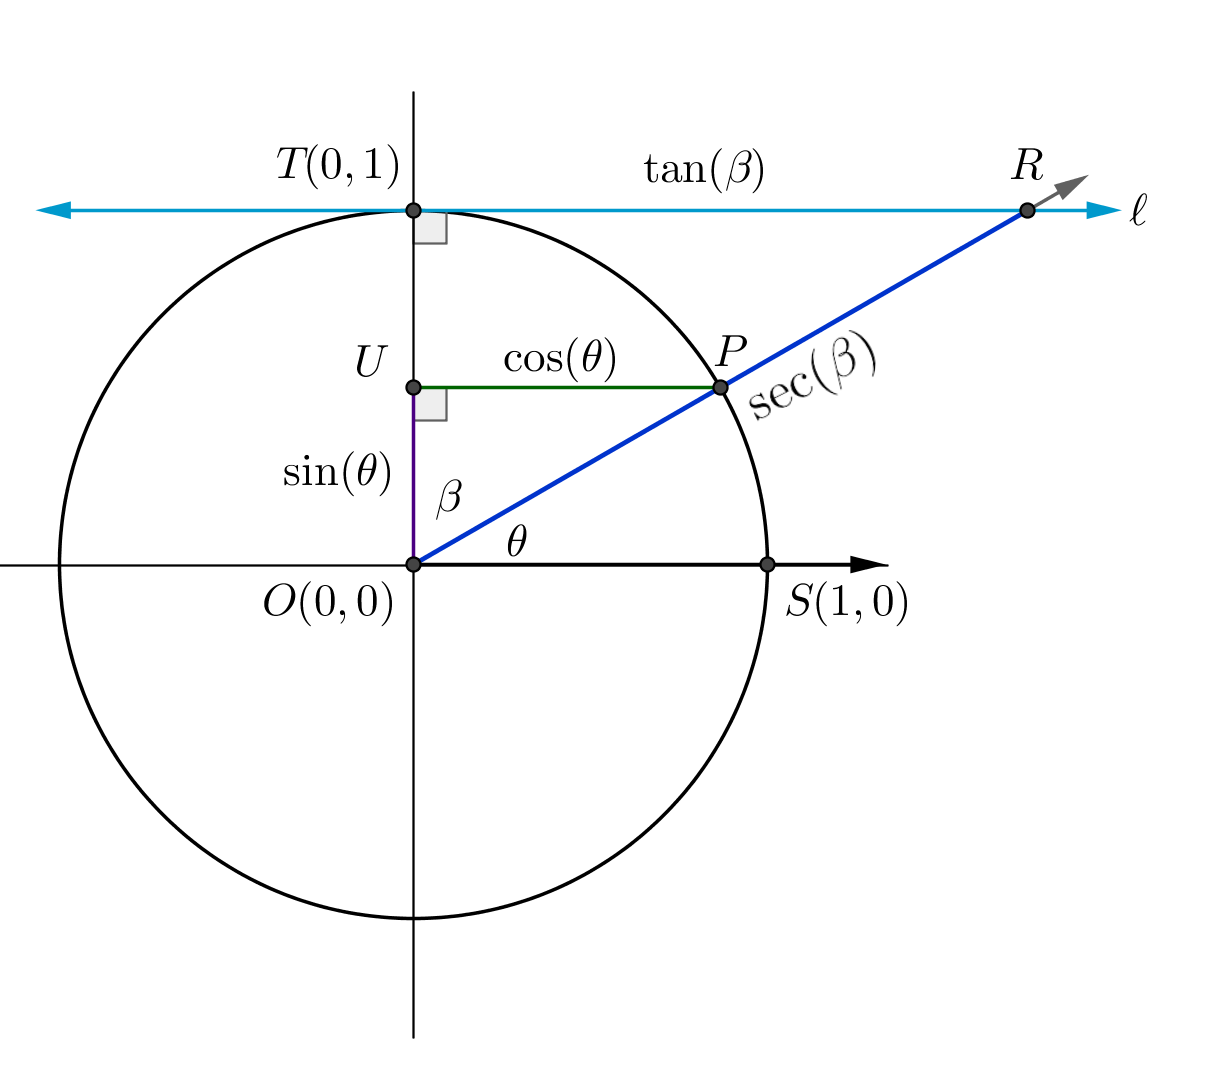 T(0, 1)
tan(β)
R
ℓ
U
cos(θ)
P
sec(β)
sin(θ)
β
θ
O(0, 0)
S(1, 0)